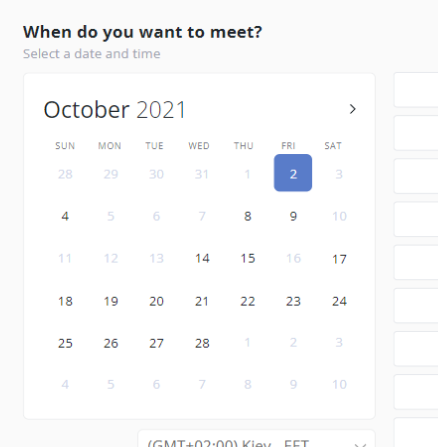 When do you want to meet?
Select a date and time
October 2021
SUN MON TUE WED THU FRI SAT
28 29 30 31 1 2 3
4 5 6 7 8 9 10
11 12 13 14 15 16 17
18 19 20 21 22 23 24
25 26 27 28 1 2 3
4 5 6 7 8 9 10
(GMT+02:00) Kiev - EET